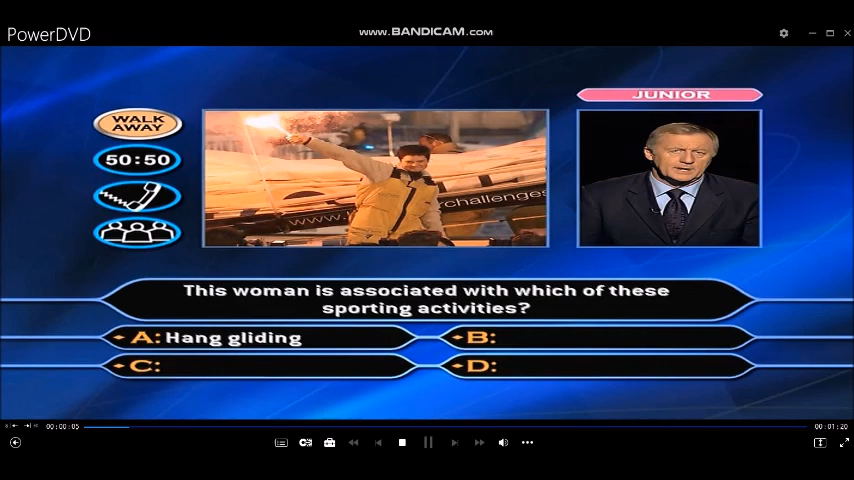 PowerDVD
www.BANDICAM.com
JUNIOR
WALK
AWAY
50:50
challenges
This woman is associated with which of these
sporting activities?
A: Hang gliding
B:
C:
D:
00:00:05
00:01:20